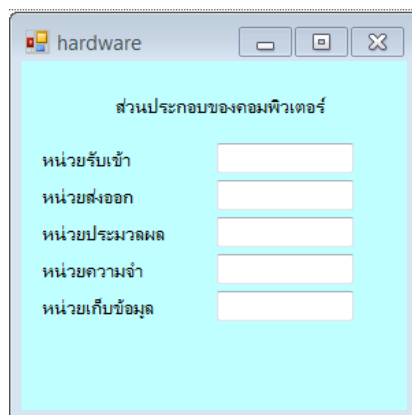 hardware
ส่วนประกอบของคอมพิวเตอร์
หน่วยรับเข้า
หน่วยส่งออก
หน่วยประมวลผล
หน่วยความจำ
หน่วยเก็บข้อมูล